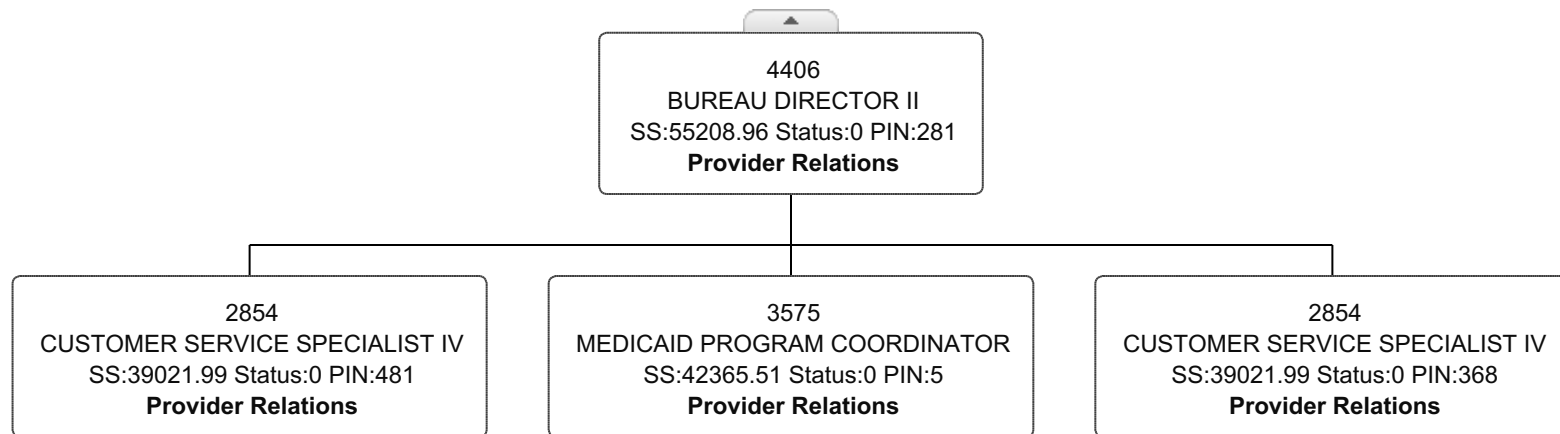 4406
BUREAU DIRECTOR II
SS:55208.96 Status:0 PIN:281
Provider Relations
2854
CUSTOMER SERVICE SPECIALIST IV
SS:39021.99 Status:0 PIN:481
Provider Relations
3575
MEDICAID PROGRAM COORDINATOR
SS:42365.51 Status:0 PIN:5
Provider Relations
2854
CUSTOMER SERVICE SPECIALIST IV
SS:39021.99 Status:0 PIN:368
Provider Relations